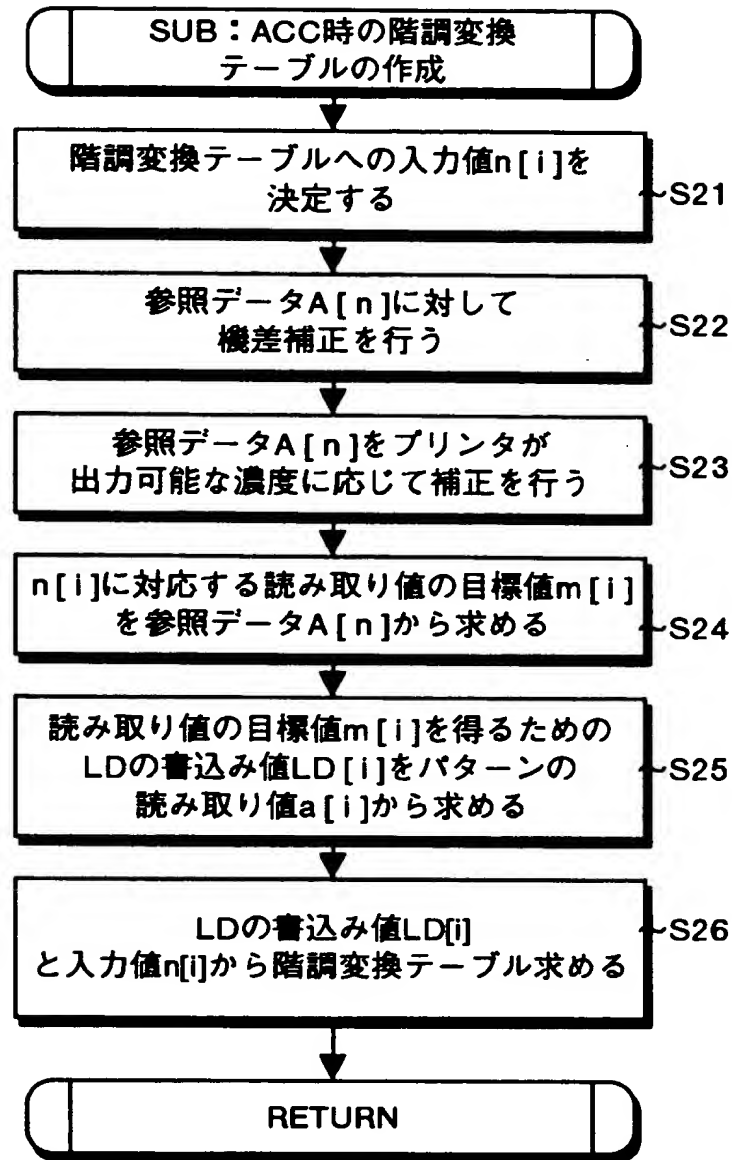 SUB：ACC時の階調変換
テーブルの作成
階調変換テーブルへの入力値n[i]を
決定する
S21
参照データA[n]に対して
機差補正を行う
S22
参照データA[n]をプリンタが
出力可能な濃度に応じて補正を行う
S23
n[i]に対応する読み取り値の目標値m[i]
を参照データA[n]から求める
S24
読み取り値の目標値m[i]を得るための
LDの書込み値LD[i]をパターンの
読み取り値a[i]から求める
S25
LDの書込み値LD[i]
と入力値n[i]から階調変換テーブル求める
S26
RETURN